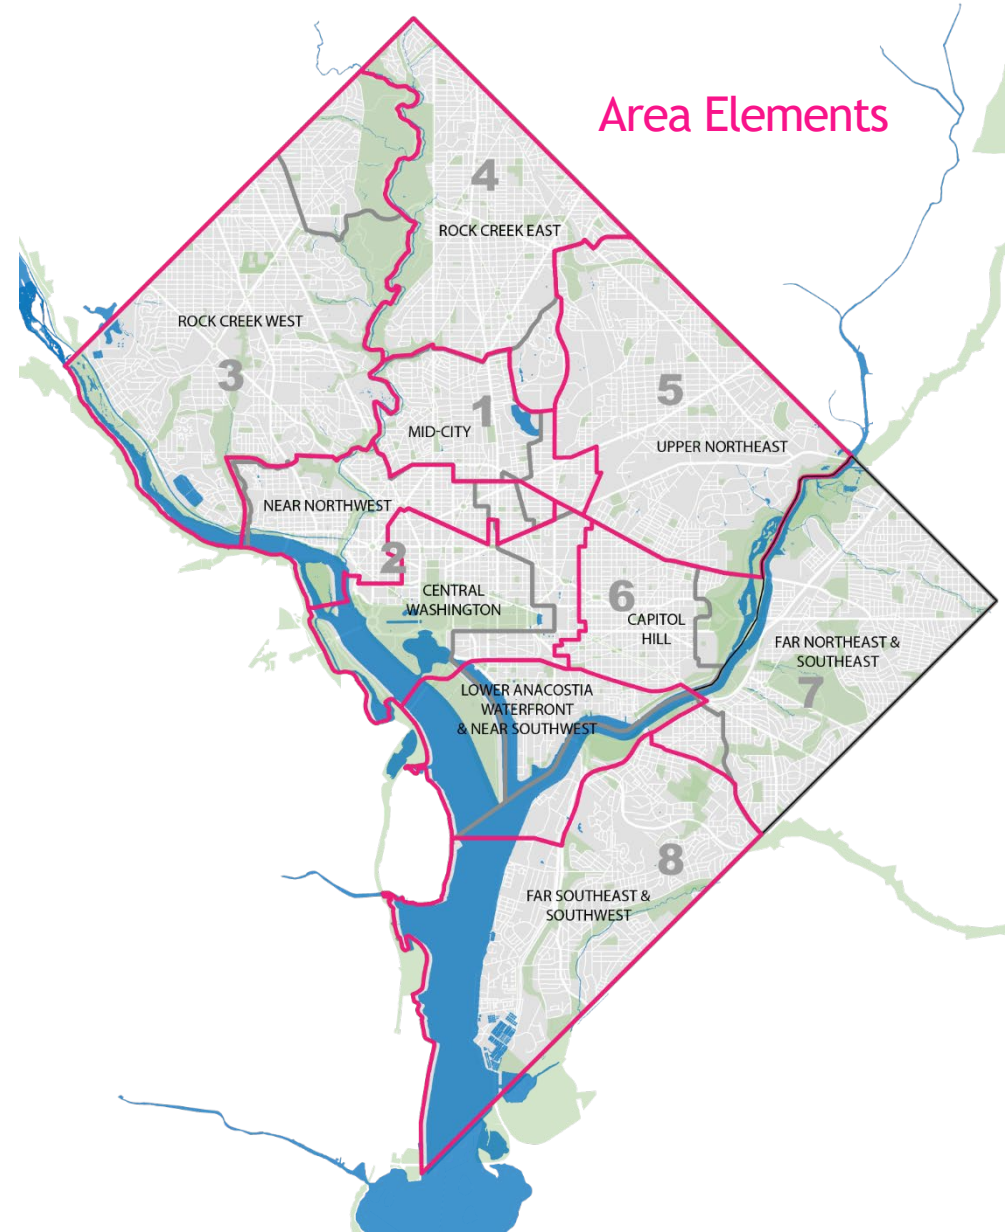 Area Elements
4
ROCK CREEK EAST
ROCK CREEK WEST
3
5
1
MID-CITY
UPPER NORTHEAST
NEAR NORTHWEST
2
CENTRAL
WASHINGTON
6
CAPITOL
HILL
FAR NORTHEAST &
SOUTHEAST
7
LOWER ANACOSTIA
WATERFRONT
& NEAR SOUTHWEST
8
FAR SOUTHEAST &
SOUTHWEST